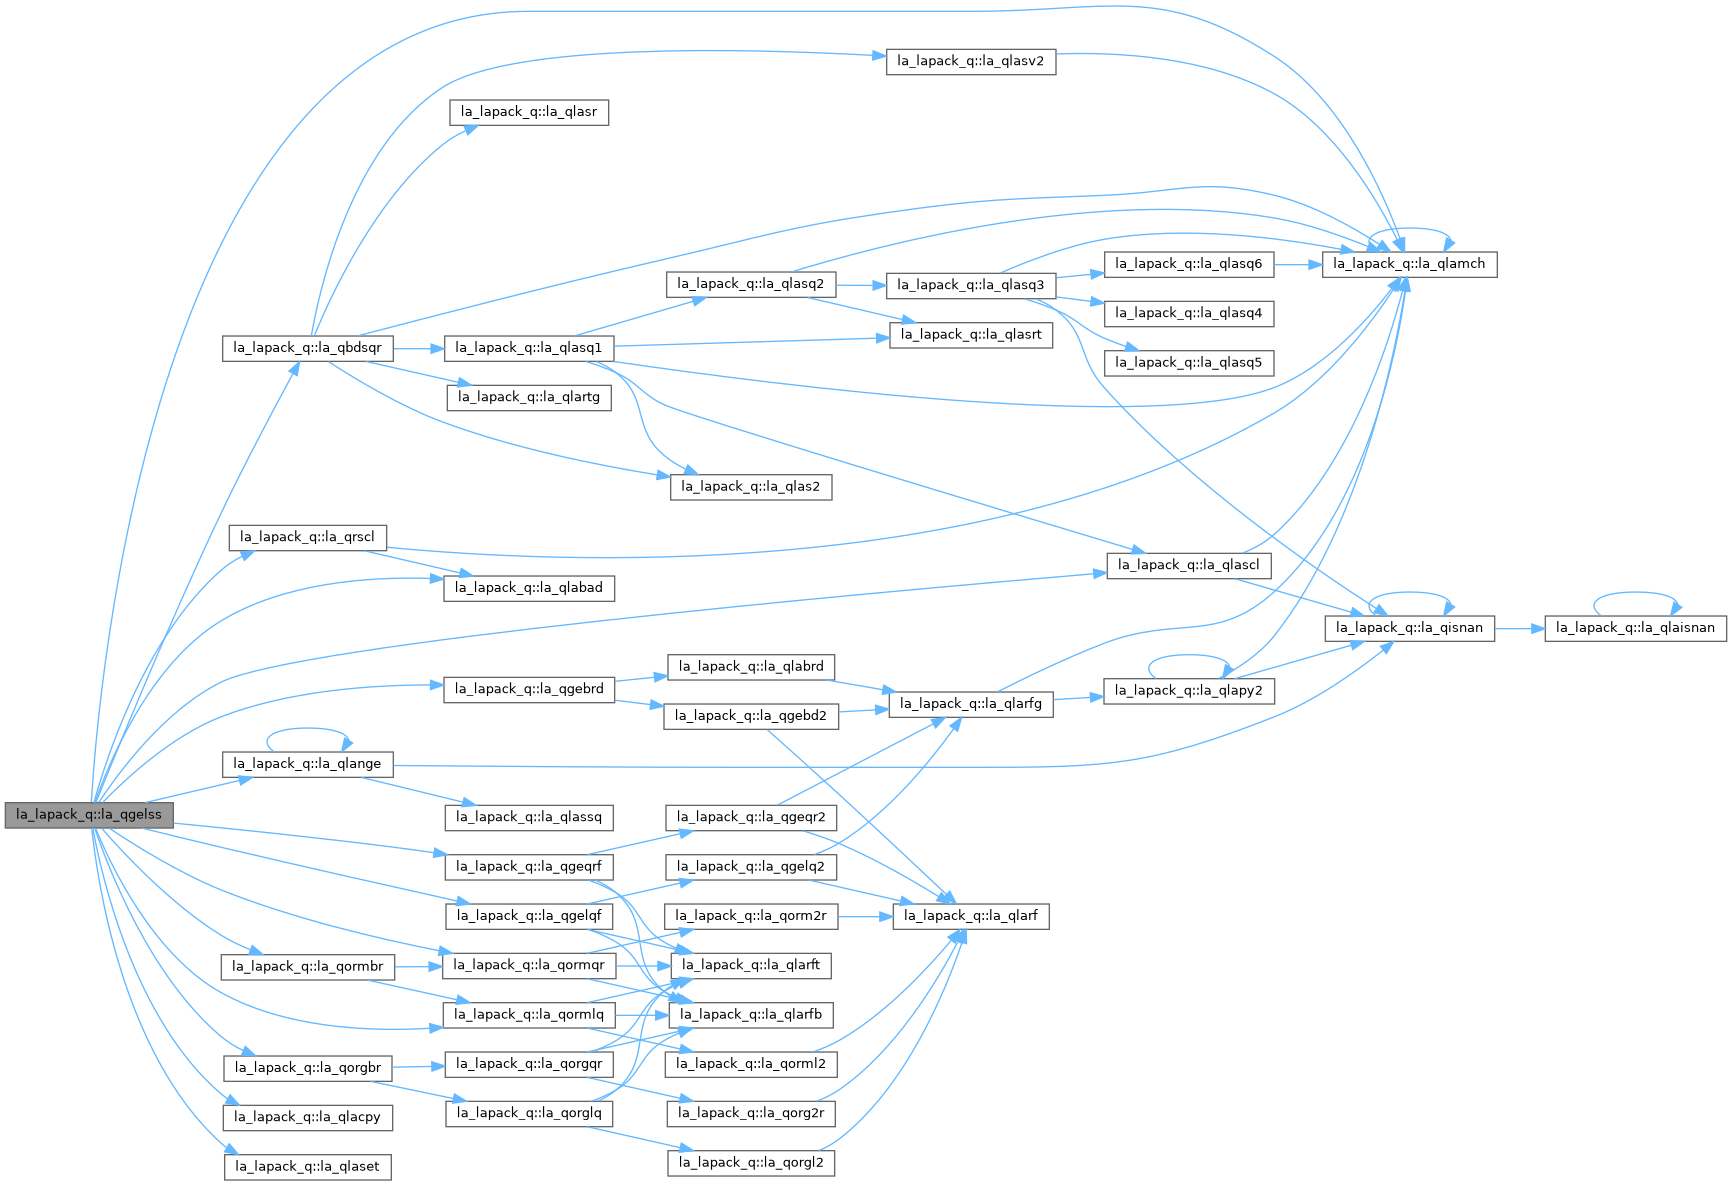 la_lapack_q::la_qlasv2
la_lapack_q::la_qlasr
la_lapack_q::la_qlasq6
la_lapack_q::la_qlamch
la_lapack_q::la_qlasq2
la_lapack_q::la_qlasq3
la_lapack_q::la_qlasq4
la_lapack_q::la_qlasrt
la_lapack_q::la_qbdsqr
la_lapack_q::la_qlasq1
la_lapack_q::la_qlasq5
la_lapack_q::la_qlartg
la_lapack_q::la_qlas2
la_lapack_q::la_qrscl
la_lapack_q::la_qlascl
la_lapack_q::la_qlabad
la_lapack_q::la_qisnan
la_lapack_q::la_qlaisnan
la_lapack_q::la_qlabrd
la_lapack_q::la_qgebrd
la_lapack_q::la_qlapy2
la_lapack_q::la_qlarfg
la_lapack_q::la_qgebd2
la_lapack_q::la_qlange
la_lapack_q::la_qgelss
la_lapack_q::la_qlassq
la_lapack_q::la_qgeqr2
la_lapack_q::la_qgeqrf
la_lapack_q::la_qgelq2
la_lapack_q::la_qgelqf
la_lapack_q::la_qorm2r
la_lapack_q::la_qlarf
la_lapack_q::la_qormbr
la_lapack_q::la_qormqr
la_lapack_q::la_qlarft
la_lapack_q::la_qormlq
la_lapack_q::la_qlarfb
la_lapack_q::la_qorgbr
la_lapack_q::la_qorgqr
la_lapack_q::la_qorml2
la_lapack_q::la_qlacpy
la_lapack_q::la_qorglq
la_lapack_q::la_qorg2r
la_lapack_q::la_qlaset
la_lapack_q::la_qorgl2